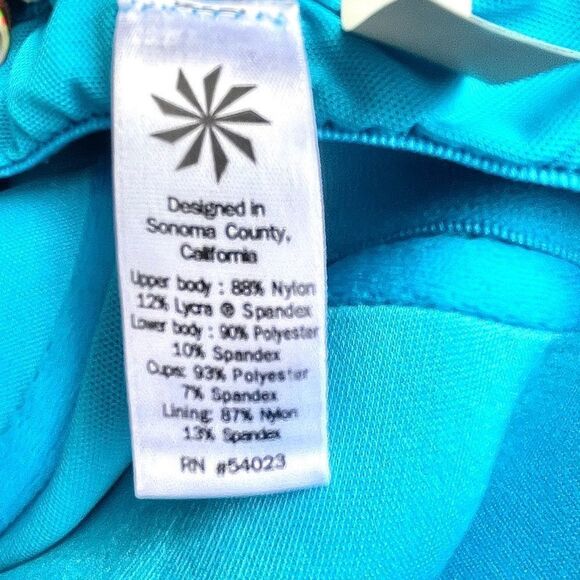 Designed in
Sonoma County,
California
Upper body : 88% Nylon
12% Lycra ® Spandex
Lower body : 90% Polyester
10% Spandex
Cups: 93% Polyester
7% Spandex
Lining: 87% Nylon
13% Spandex
RN #54023